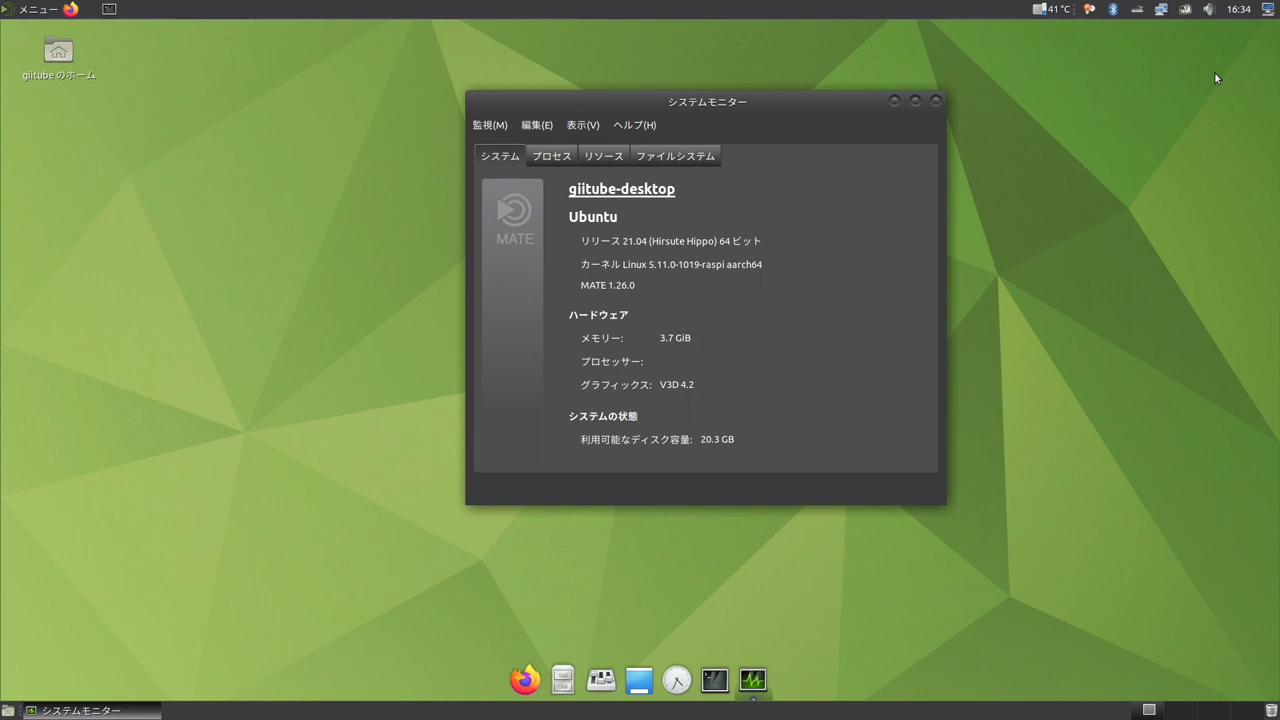 メニュー
41 °C
16:34
giitube のホーム
システムモニター
監視(M) 編集(E) 表示(V) ヘルプ(H)
システム プロセス リソース ファイルシステム
MATE
giitube-desktop
Ubuntu
リリース 21.04 (Hirsute Hippo) 64 ビット
カーネル Linux 5.11.0-1019-raspi aarch64
MATE 1.26.0
ハードウェア
メモリー: 3.7 GiB
プロセッサー:
グラフィックス: V3D 4.2
システムの状態
利用可能なディスク容量: 20.3 GB
システムモニター